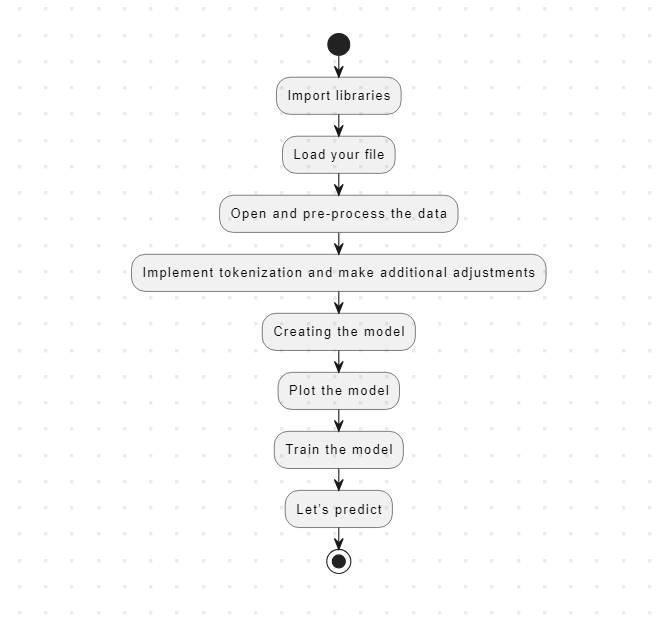 Import libraries
Load your file
Open and pre-process the data
Implement tokenization and make additional adjustments
Creating the model
Plot the model
Train the model
Let's predict